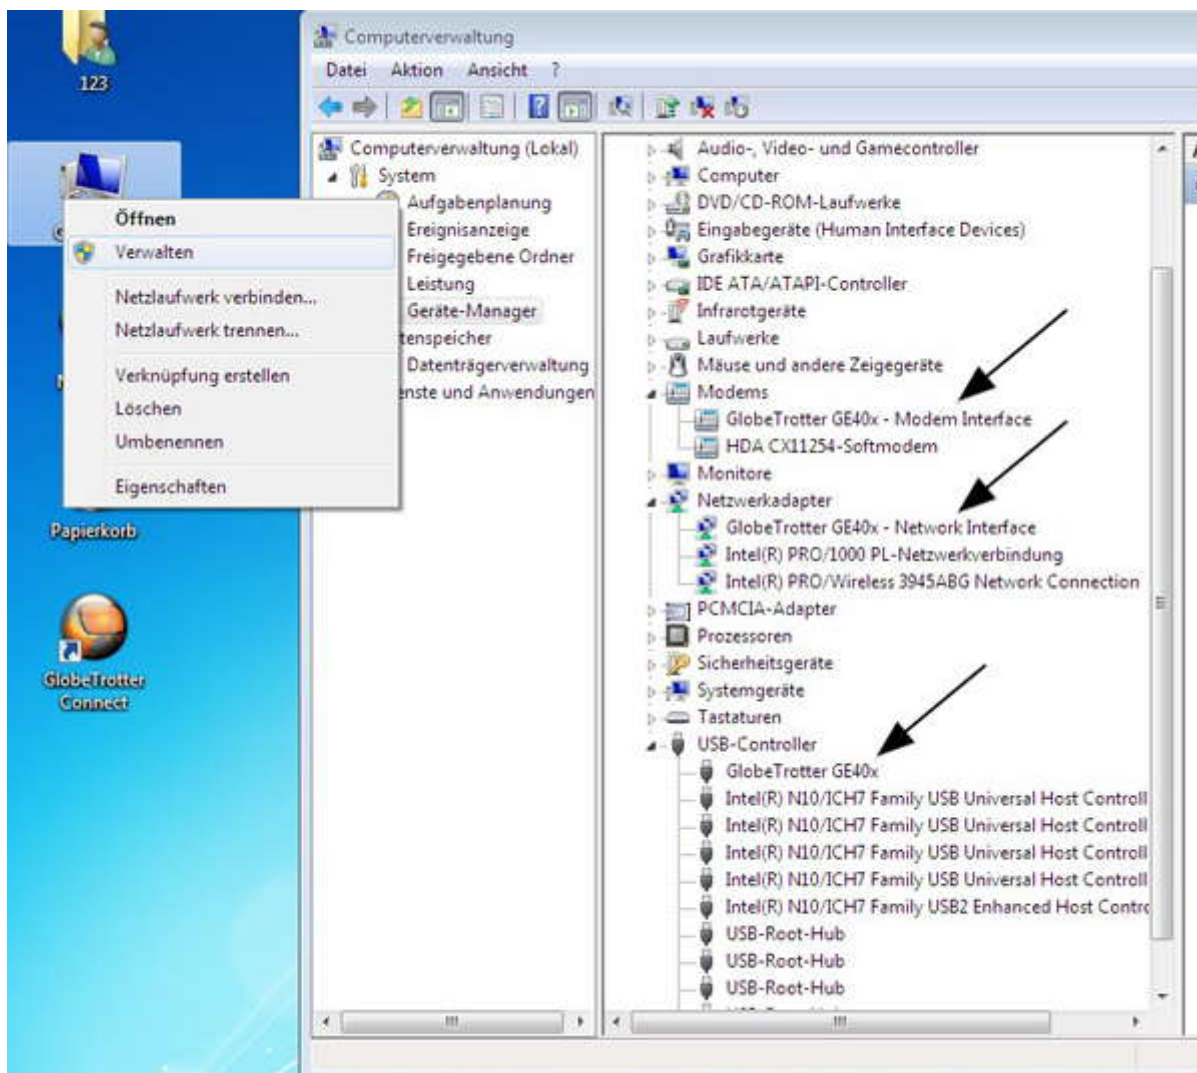 123
Papierkorb
GlobeTrotter
Connect
Öffnen
Verwalten
Netzlaufwerk verbinden...
Netzlaufwerk trennen...
Verknüpfung erstellen
Löschen
Umbenennen
Eigenschaften
Computerverwaltung
Datei Aktion Ansicht ?
Computerverwaltung (Lokal)
System
Aufgabenplanung
Ereignisanzeige
Freigegebene Ordner
Leistung
Geräte-Manager
tenspeicher
Datenträgerverwaltung
enste und Anwendungen
Audio-, Video- und Gamecontroller
Computer
DVD/CD-ROM-Laufwerke
Eingabegeräte (Human Interface Devices)
Grafikkarte
IDE ATA/ATAPI-Controller
Infrarotgeräte
Laufwerke
Mäuse und andere Zeigegeräte
Modems
GlobeTrotter GE40x - Modem Interface
HDA CX11254-Softmodem
Monitore
Netzwerkadapter
GlobeTrotter GE40x - Network Interface
Intel(R) PRO/1000 PL-Netzwerkverbindung
Intel(R) PRO/Wireless 3945ABG Network Connection
PCMCIA-Adapter
Prozessoren
Sicherheitsgeräte
Systemgeräte
Tastaturen
USB-Controller
GlobeTrotter GE40x
Intel(R) N10/ICH7 Family USB Universal Host Controll
Intel(R) N10/ICH7 Family USB Universal Host Controll
Intel(R) N10/ICH7 Family USB Universal Host Controll
Intel(R) N10/ICH7 Family USB Universal Host Controll
Intel(R) N10/ICH7 Family USB2 Enhanced Host Contro
USB-Root-Hub
USB-Root-Hub
USB-Root-Hub